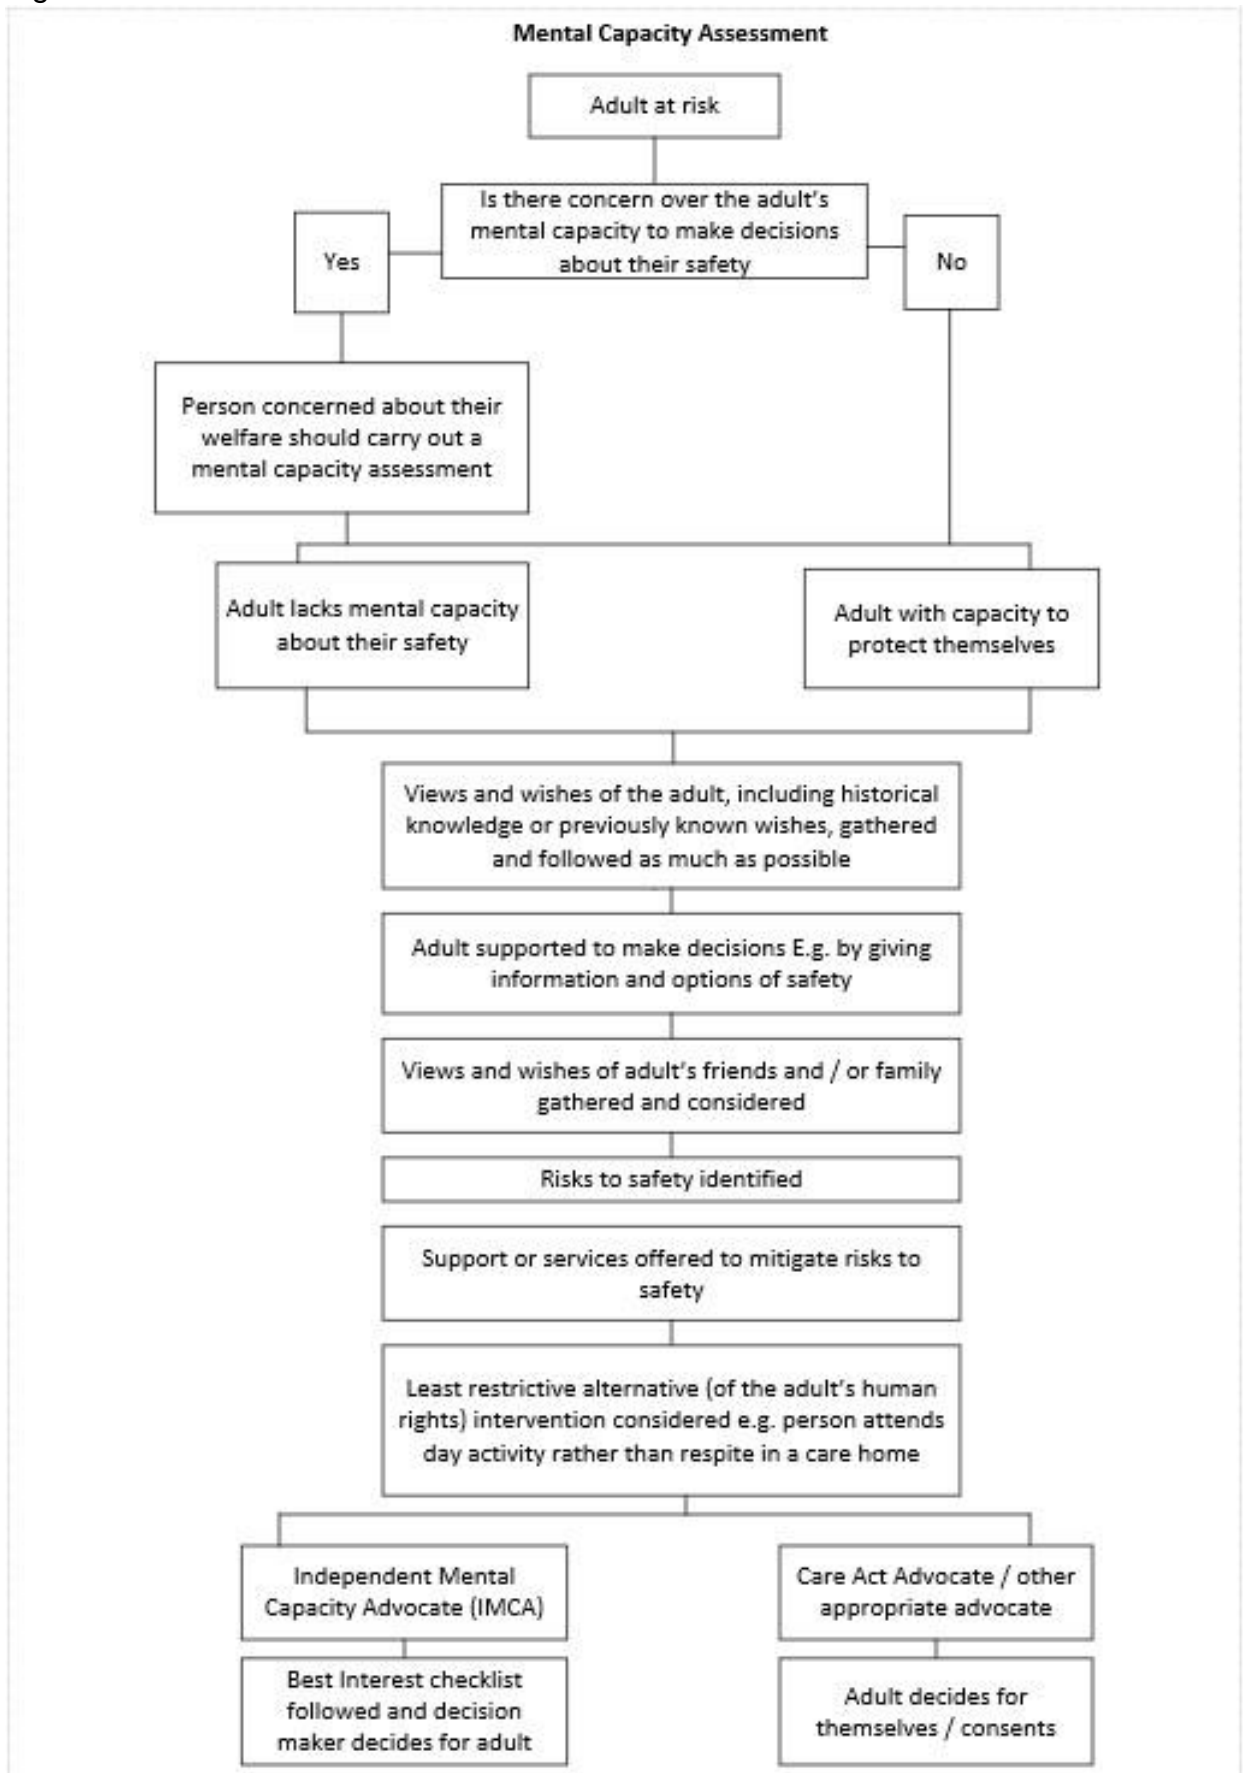 Mental Capacity Assessment
Adult at risk
Is there concern over the adult's
mental capacity to make decisions
about their safety
Yes
No
Person concerned about their
welfare should carry out a
mental capacity assessment
Adult lacks mental capacity
about their safety
Adult with capacity to
protect themselves
Views and wishes of the adult, including historical
knowledge or previously known wishes, gathered
and followed as much as possible
Adult supported to make decisions E.g. by giving
information and options of safety
Views and wishes of adult's friends and / or family
gathered and considered
Risks to safety identified
Support or services offered to mitigate risks to
safety
Least restrictive alternative (of the adult's human
rights) intervention considered e.g. person attends
day activity rather than respite in a care home
Independent Mental
Capacity Advocate (IMCA)
Care Act Advocate / other
appropriate advocate
Best Interest checklist
followed and decision
maker decides for adult
Adult decides for
themselves / consents